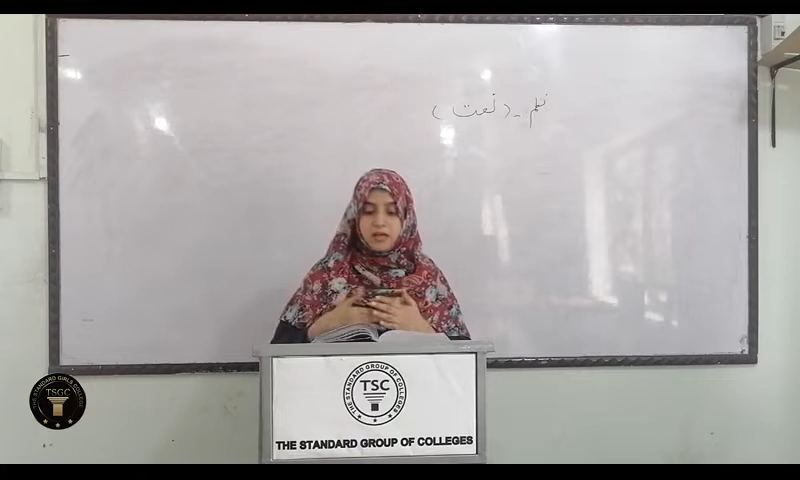 نظم - (نعت)
THE STANDARD GROUP OF COLLEGES
TSC
THE STANDARD GROUP OF COLLEGES
THE STANDARD GIRLS COLLEGE
TSGC